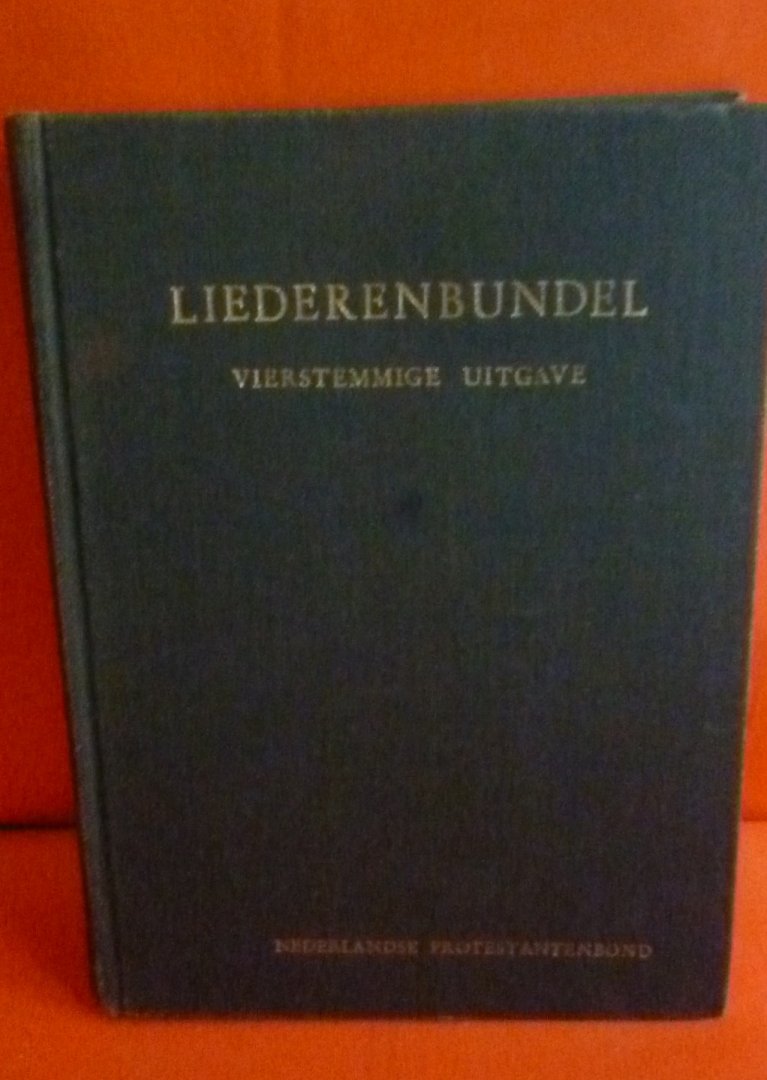 LIEDERENBUNDEL
VIERSTEMMIGE UITGAVE
NEDERLANDSE PROTESTANTENBOND